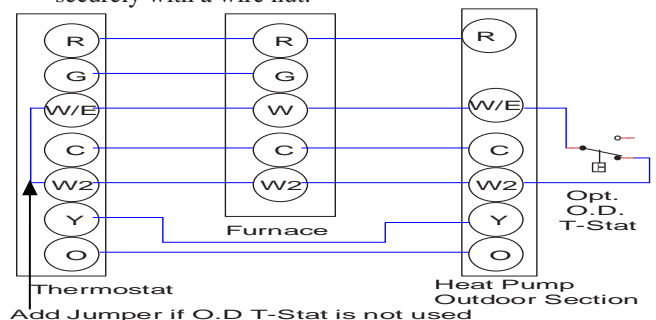 securely with a wire nut.
R R R
G G
W/E W W/E
C C C
W2 W2 W2
Y Y
O O
Opt.
O.D.
T-Stat
Furnace
Thermostat
Heat Pump
Outdoor Section
Add Jumper if O.D T-Stat is not used